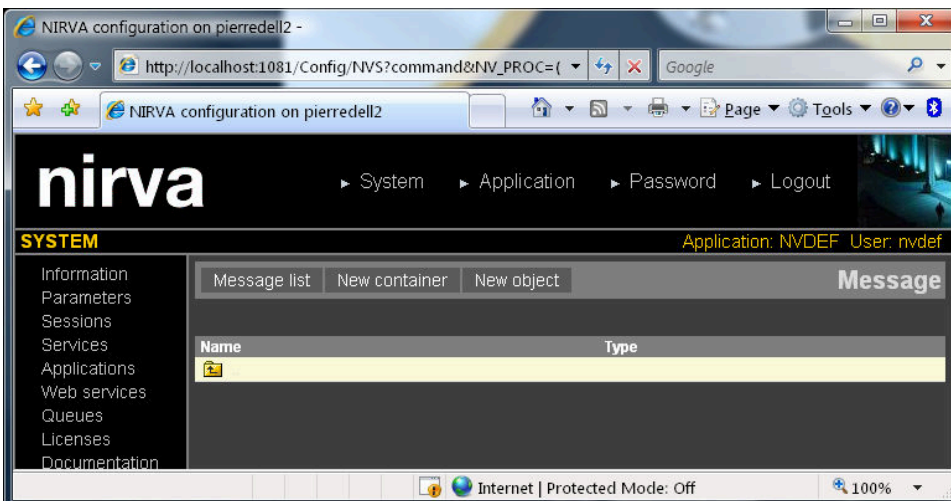 NIRVA configuration on pierredell2 -
http://localhost:1081/Config/NVS?command&NV_PROC=(
Google
NIRVA configuration on pierredell2
Page
Tools
nirva
System
Application
Password
Logout
SYSTEM
Application: NVDEF User: nvdef
Information
Parameters
Sessions
Services
Applications
Web services
Queues
Licenses
Documentation
Message list
New container
New object
Message
Name
Type
Internet | Protected Mode: Off
100%